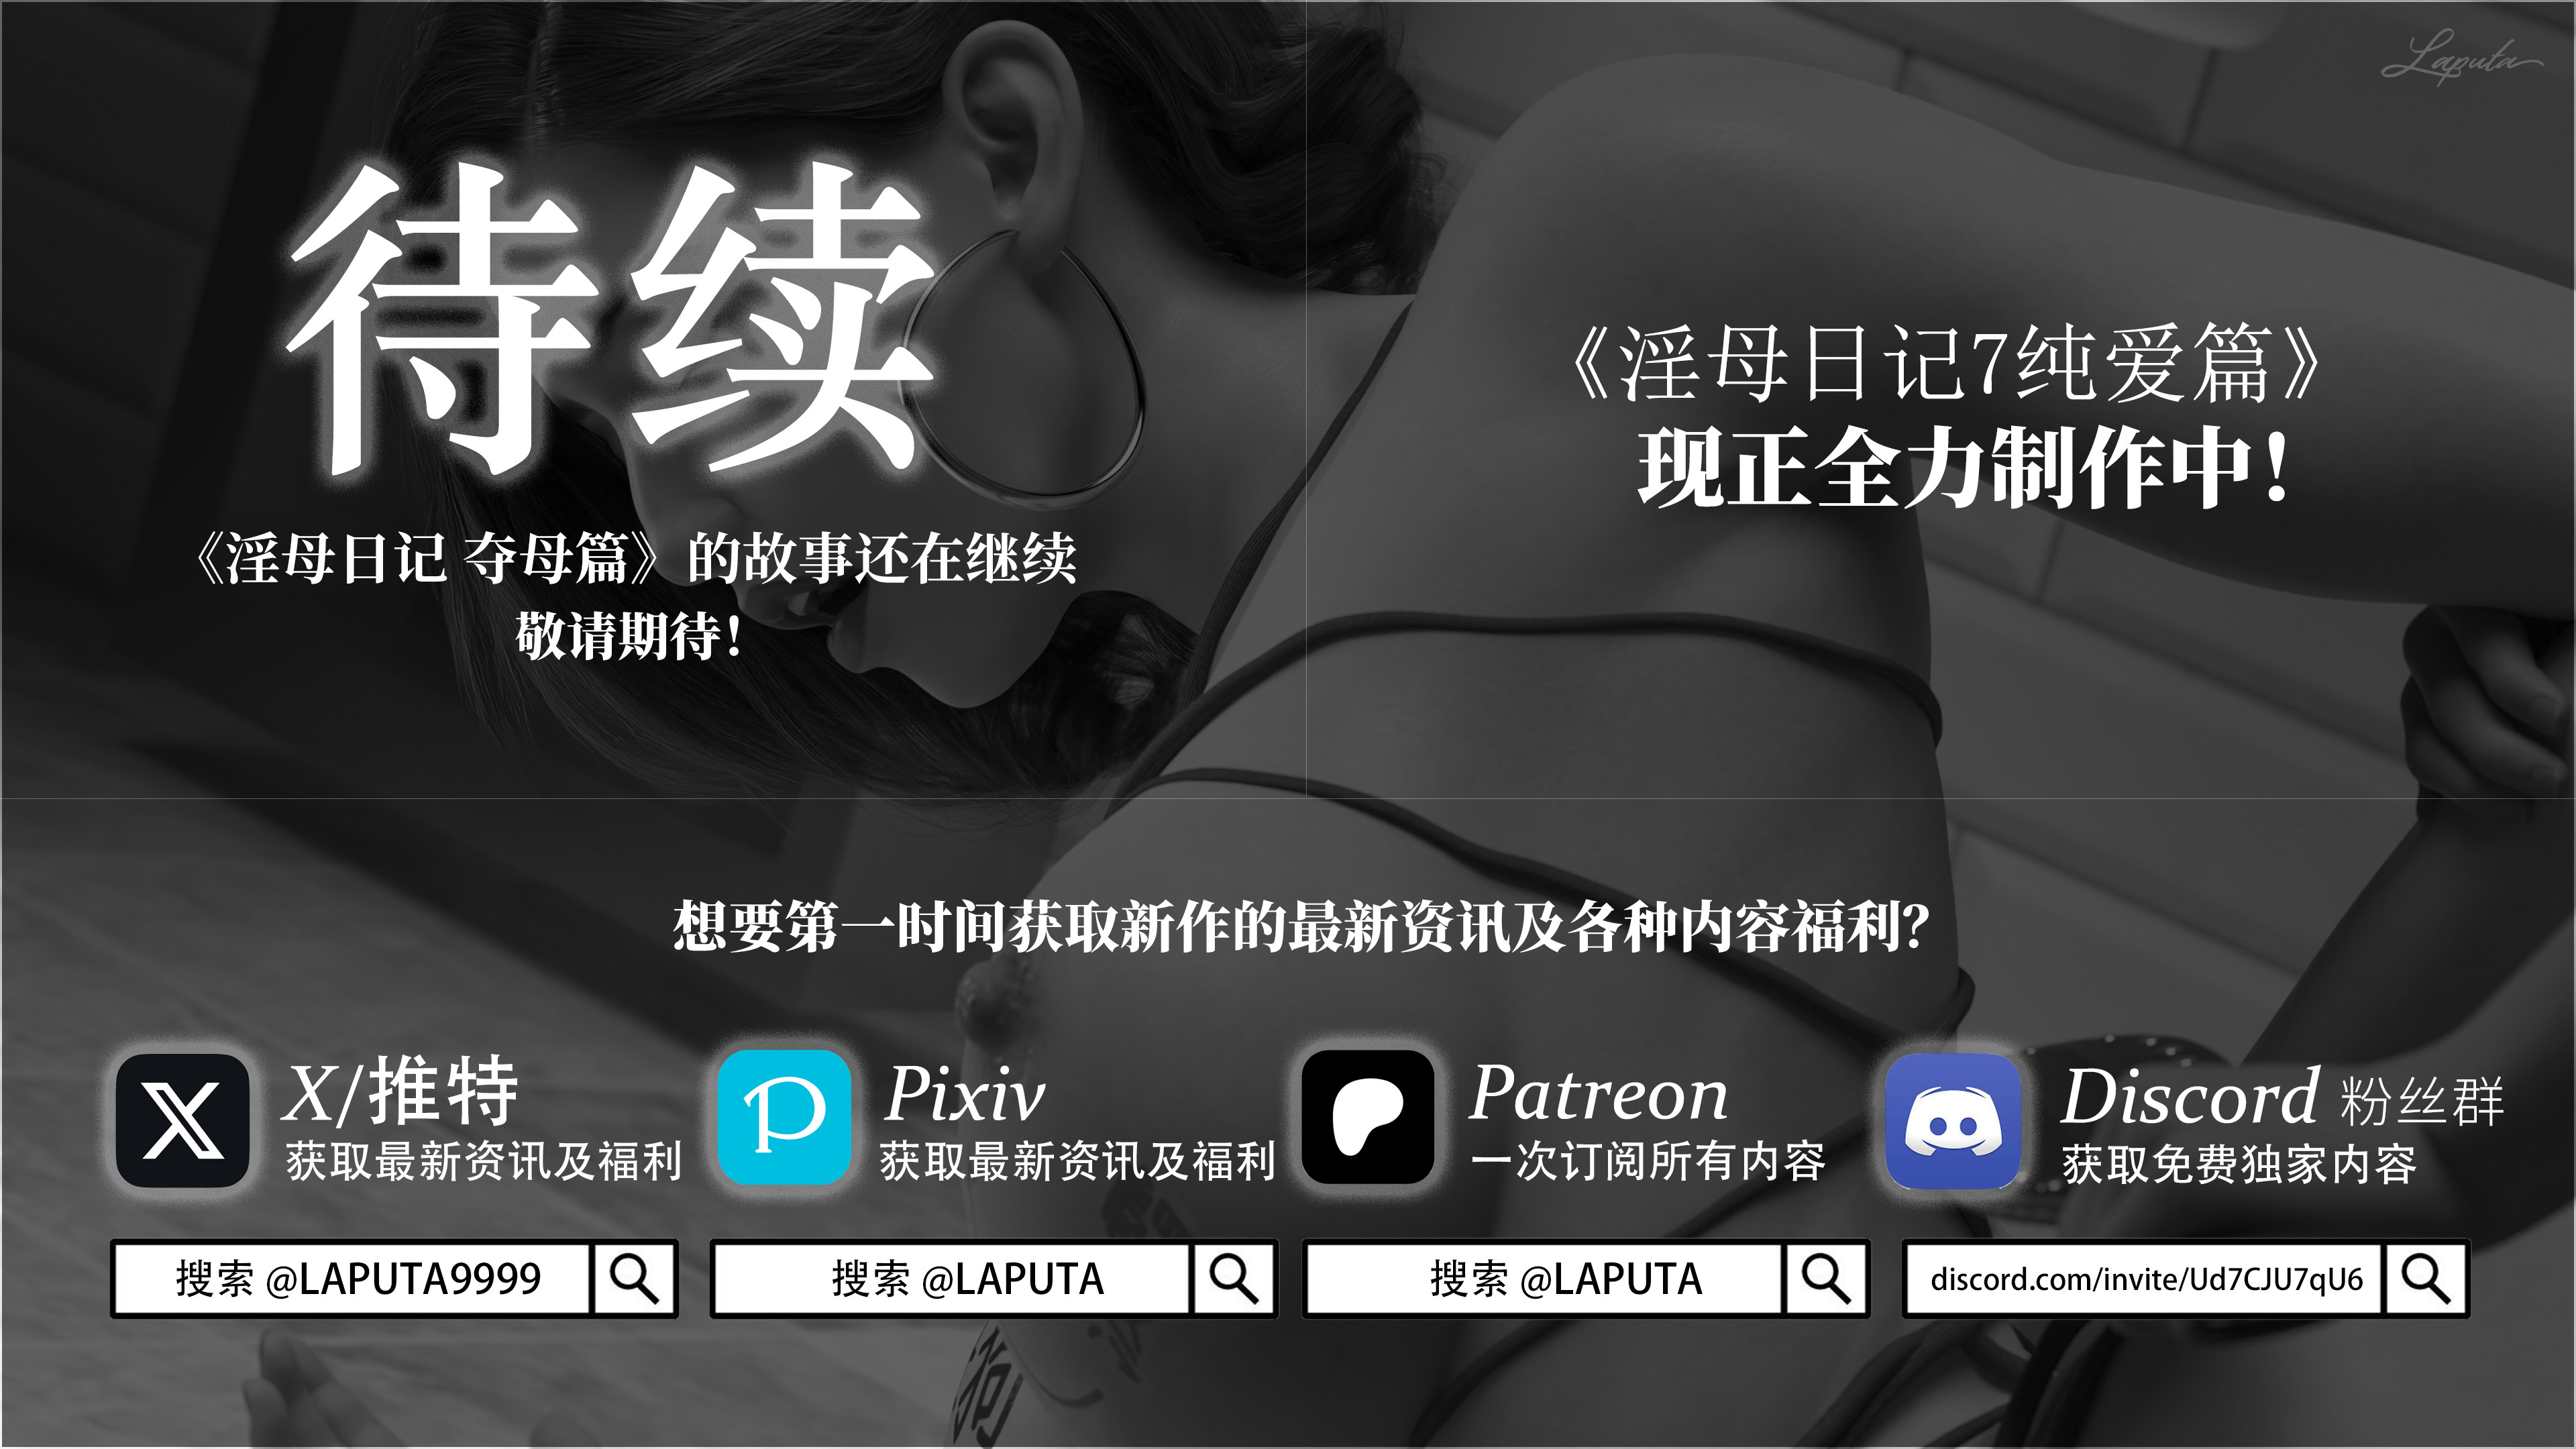 Laputa
待续
《淫母日记 夺母篇》的故事还在继续
敬请期待！
《淫母日记7纯爱篇》
现正全力制作中！
想要第一时间获取新作的最新资讯及各种内容福利？
X/推特
获取最新资讯及福利
搜索 @LAPUTA9999
Pixiv
获取最新资讯及福利
搜索 @LAPUTA
Patreon
一次订阅所有内容
搜索 @LAPUTA
Discord 粉丝群
获取免费独家内容
discord.com/invite/Ud7CJU7qU6